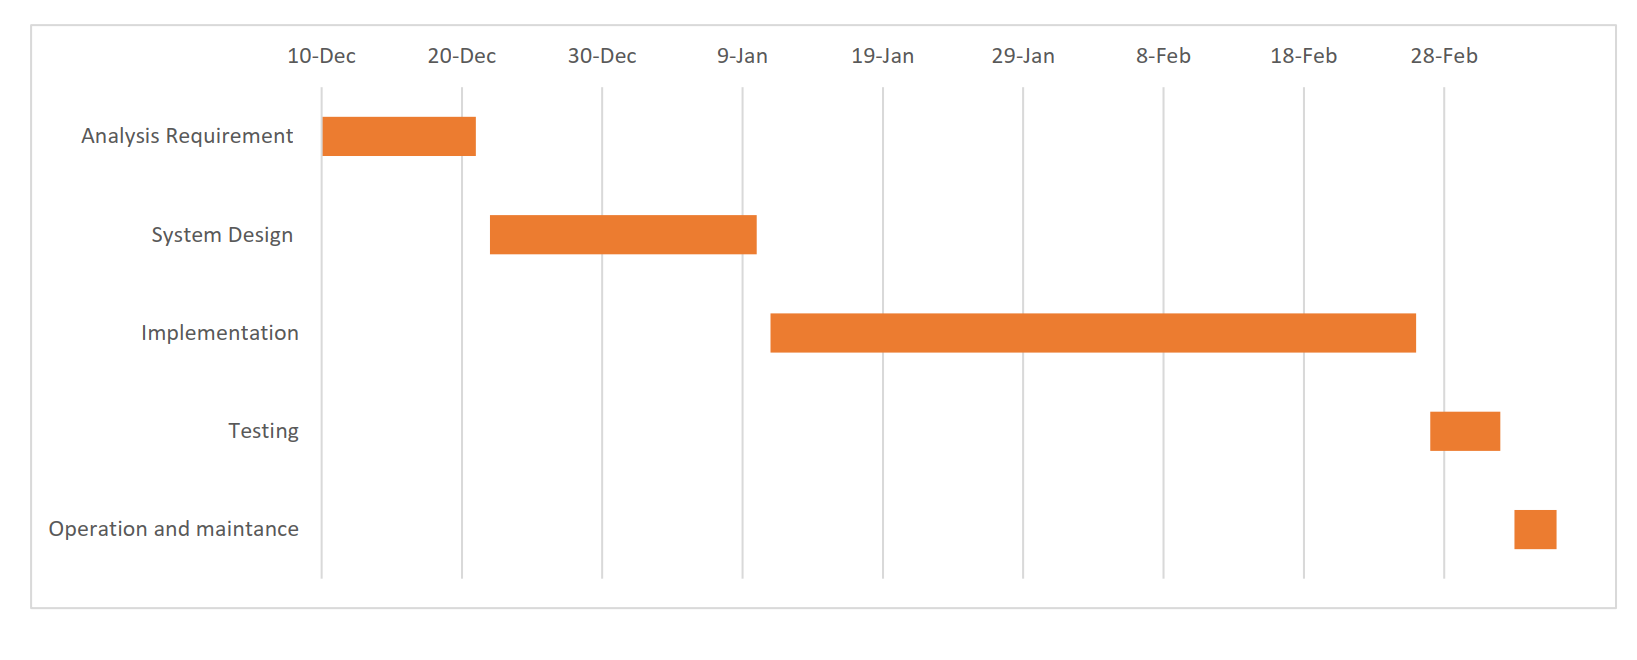 10-Dec 20-Dec 30-Dec 9-Jan 19-Jan 29-Jan 8-Feb 18-Feb 28-Feb
Analysis Requirement
System Design
Implementation
Testing
Operation and maintance